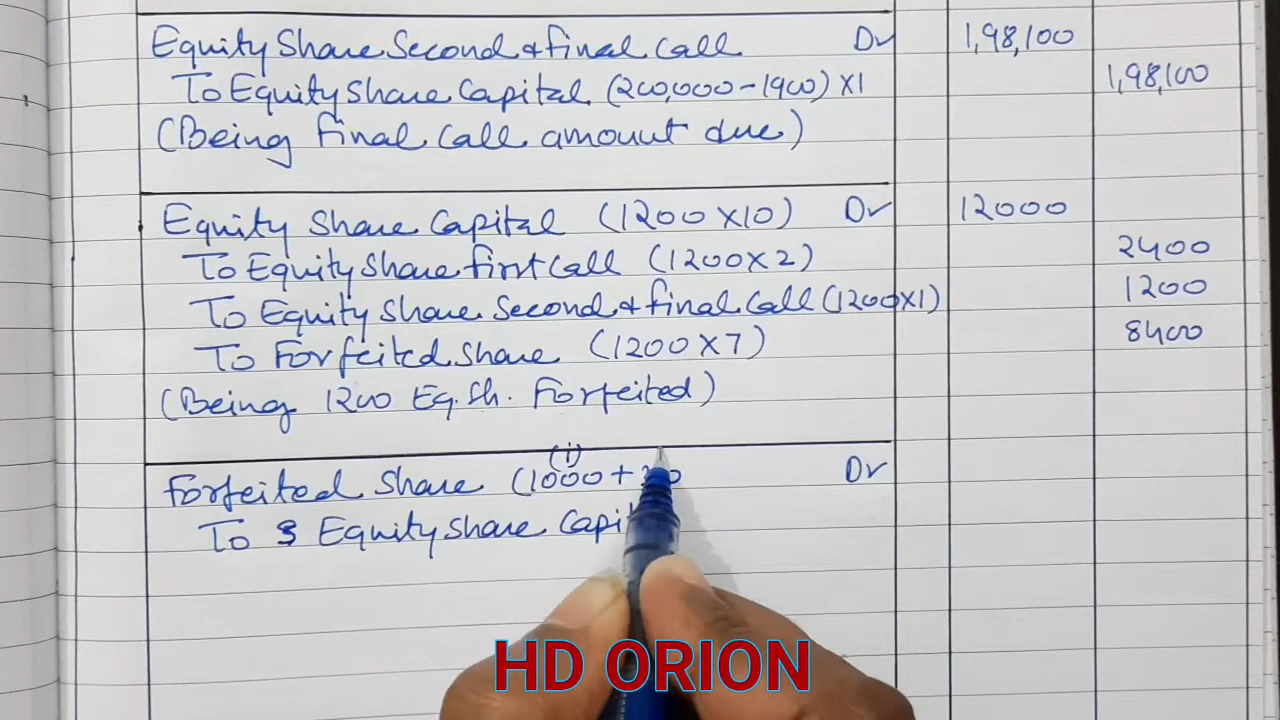 Equity Share Second & final call Dr 1,98,100
To Equity Share Capital (200,000 - 1900) X1 1,98,100
(Being final call amount due)
Equity Share Capital (1200 X10) Dr 12000
To Equity Share first call (1200 X 2) 2400
To Equity Share Second & final call (1200 X1) 1200
To Forfeited Share (1200 X 7) 8400
(Being 1200 Eq. Sh. Forfeited)
(i)
Forfeited Share (1000 + Dr
To Equity Share
HD ORION